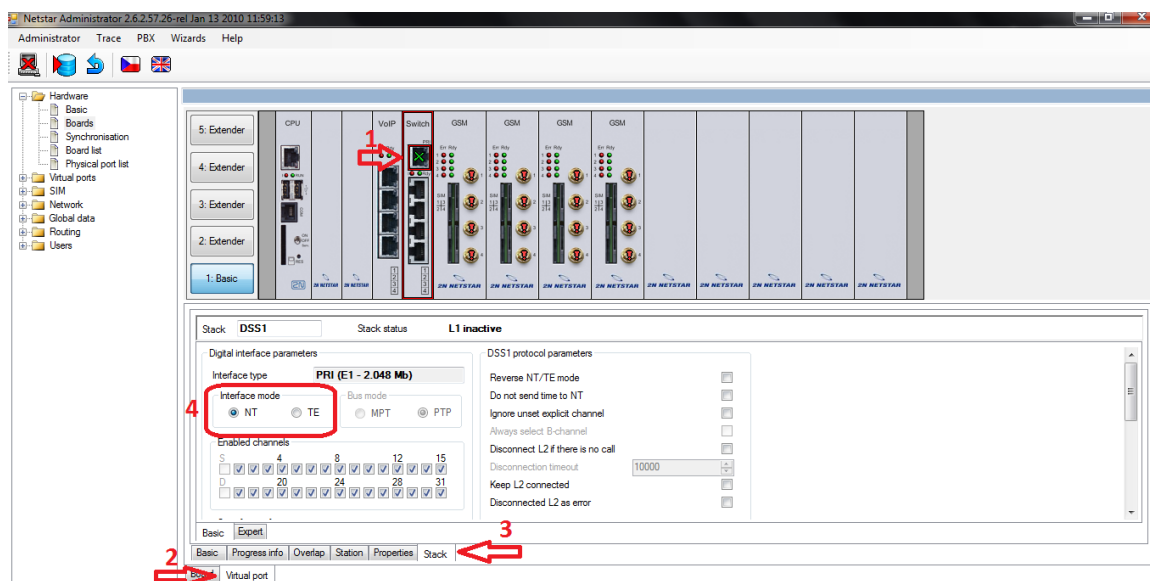 Netstar Administrator 2.6.2.57.26-rel Jan 13 2010 11:59:13
Administrator Trace PBX Wizards Help
Hardware
Basic
Boards
Synchronisation
Board list
Physical port list
Virtual ports
SIM
Network
Global data
Routing
Users
5: Extender
4: Extender
3: Extender
2: Extender
1: Basic
CPU VoIP Switch GSM GSM GSM GSM
1
2N NETSTAR 2N NETSTAR 2N NETSTAR 2N NETSTAR 2N NETSTAR 2N NETSTAR 2N NETSTAR 2N NETSTAR 2N NETSTAR 2N NETSTAR 2N NETSTAR
Stack DSS1 Stack status L1 inactive
Digital interface parameters
Interface type PRI (E1 - 2.048 Mb)
Interface mode Bus mode
4 NT TE MPT PTP
Enabled channels
S 4 8 12 15
D 20 24 28 31
DSS1 protocol parameters
Reverse NT/TE mode
Do not send time to NT
Ignore unset explicit channel
Always select B-channel
Disconnect L2 if there is no call
Disconnection timeout 10000
Keep L2 connected
Disconnected L2 as error
Basic Expert
3
Basic Progress info Overlap Station Properties Stack
2
Board Virtual port